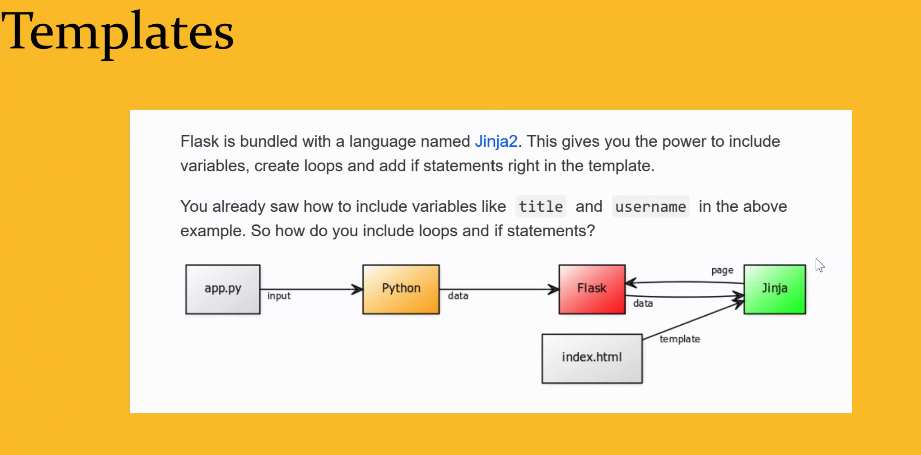 Templates
Flask is bundled with a language named Jinja2. This gives you the power to include
variables, create loops and add if statements right in the template.
You already saw how to include variables like title and username in the above
example. So how do you include loops and if statements?
app.py
input
Python
data
Flask
page
data
Jinja
template
index.html